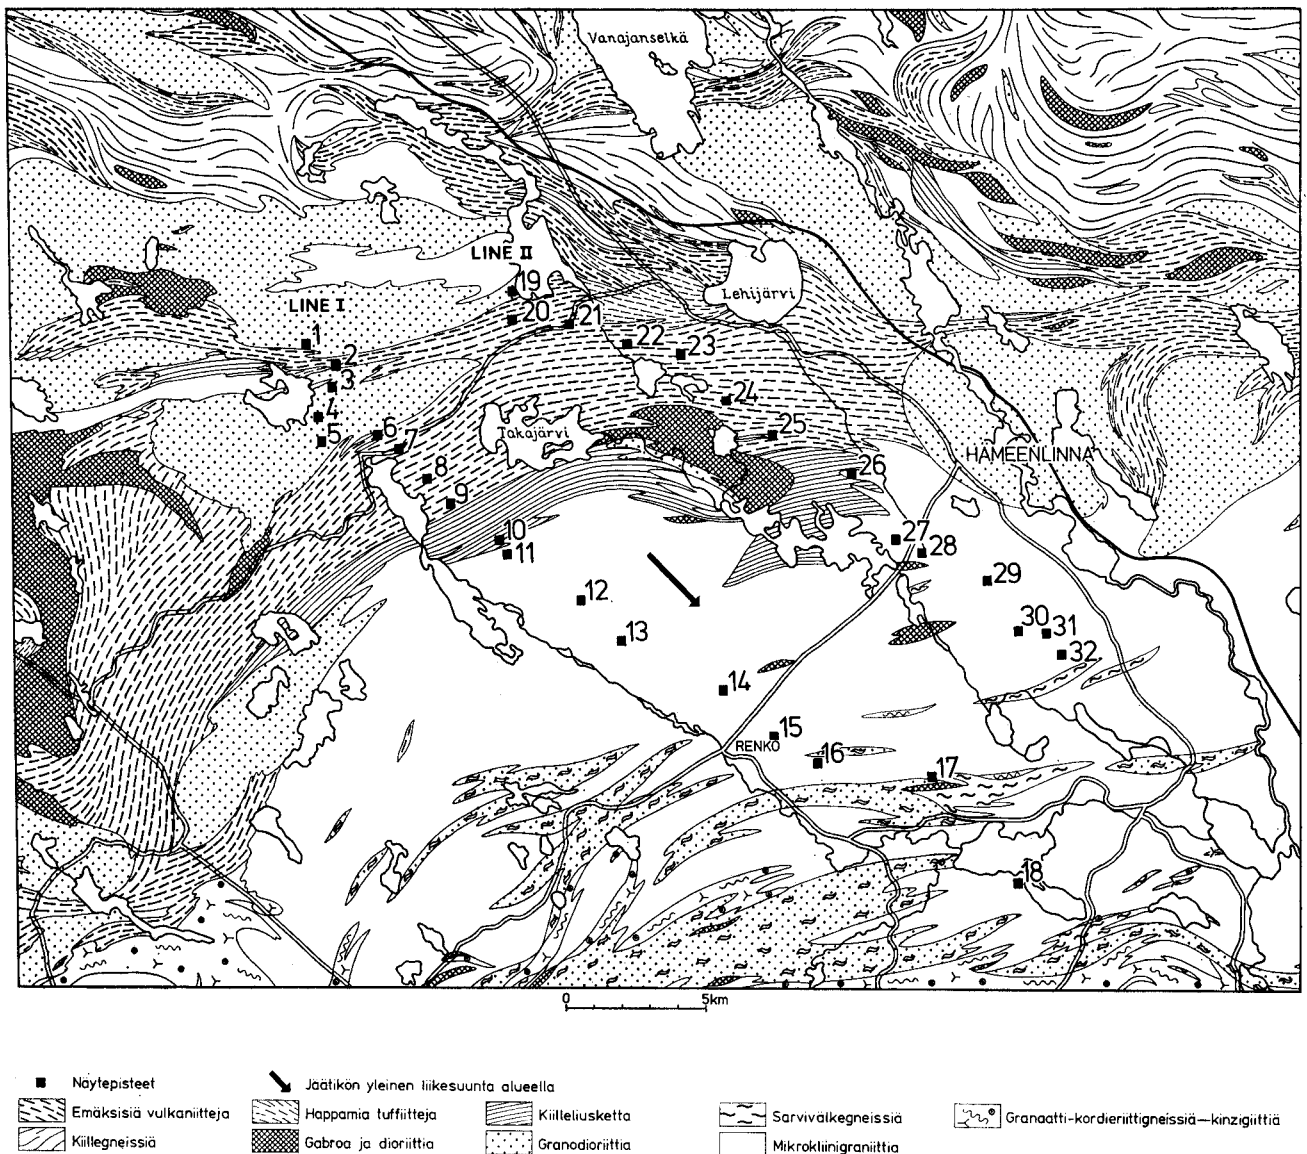 Vanajanselkä
LINE II
19
Lehijärvi
LINE I
20
21
1
22
23
2
3
24
4
5
6
7
Takajärvi
25
HÄMEENLINNA
8
26
9
10
11
27
28
29
12
13
30
31
32
14
15
RENKO
16
17
18
0
5km
Näytepisteet
Jäätikön yleinen liikesuunta alueella
Emäksisiä vulkaniitteja
Happamia tuffiitteja
Kiilleliusketta
Sarvivälkegneissiä
Granaatti-kordieriittigneissiä–kinzigiittiä
Kiillegneissiä
Gabroa ja dioriittia
Granodioriittia
Mikrokliinigraniittia